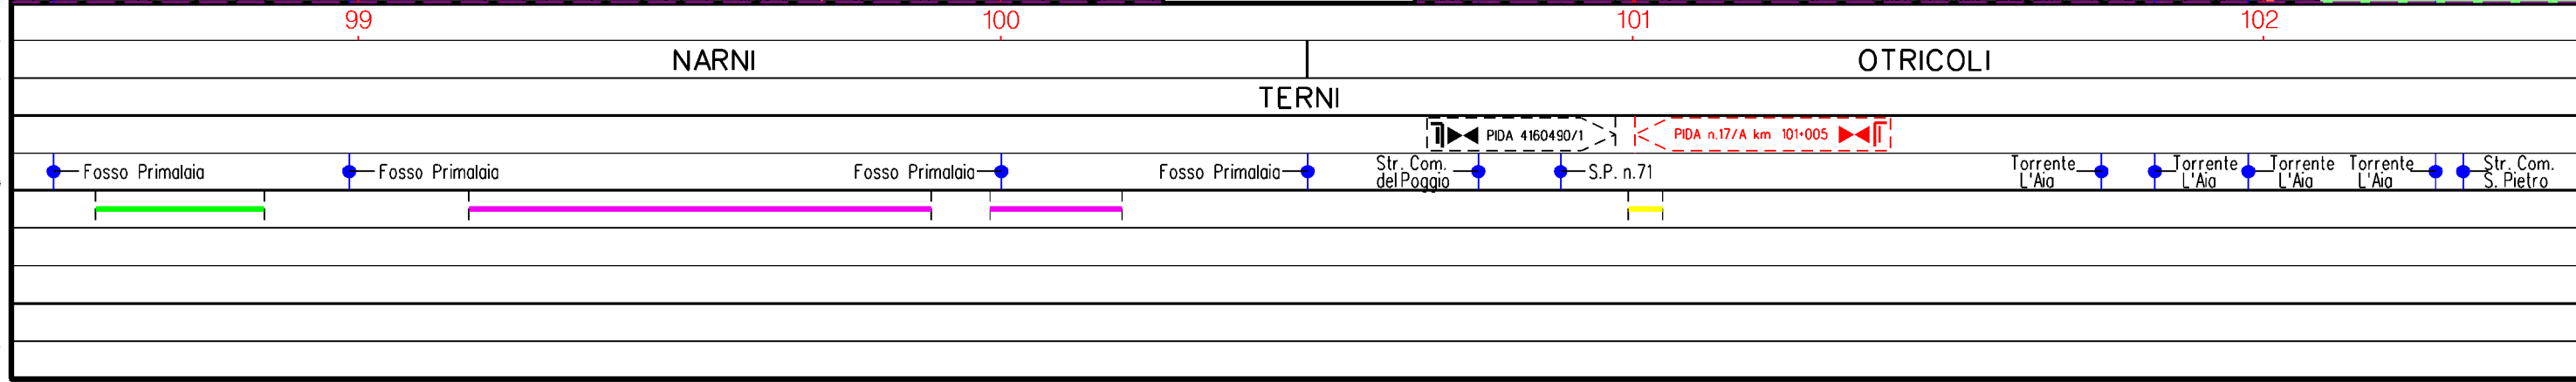 99 100 101 102
NARNI OTRICOLI
TERNI
PIDA 4160490/1 PIDA n.17/A km 101+005
Fosso Primalaia Fosso Primalaia Fosso Primalaia Fosso Primalaia Str. Com. S.P. n.71 Torrente Torrente Torrente Torrente Str. Com.
del Poggio L'Aia L'Aia L'Aia L'Aia S. Pietro